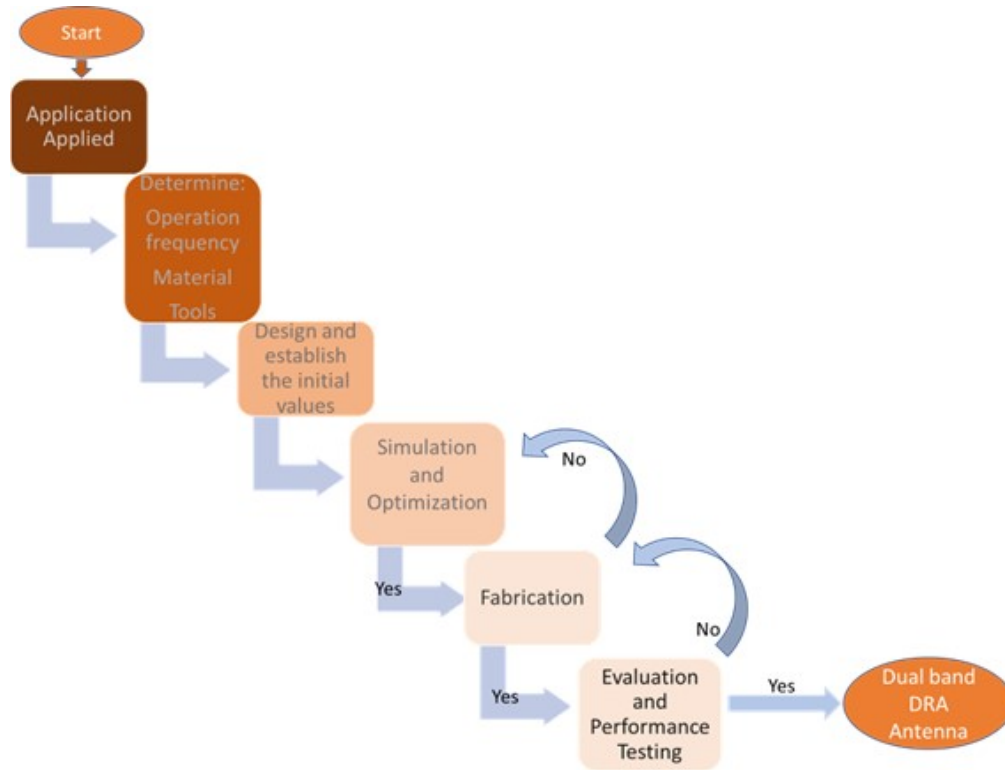 Start
Application
Applied
Determine:
Operation
frequency
Material
Tools
Design and
establish
the initial
values
Simulation
and
Optimization
No
Yes
Fabrication
No
Yes
Evaluation
and
Performance
Testing
Yes
Dual band
DRA
Antenna